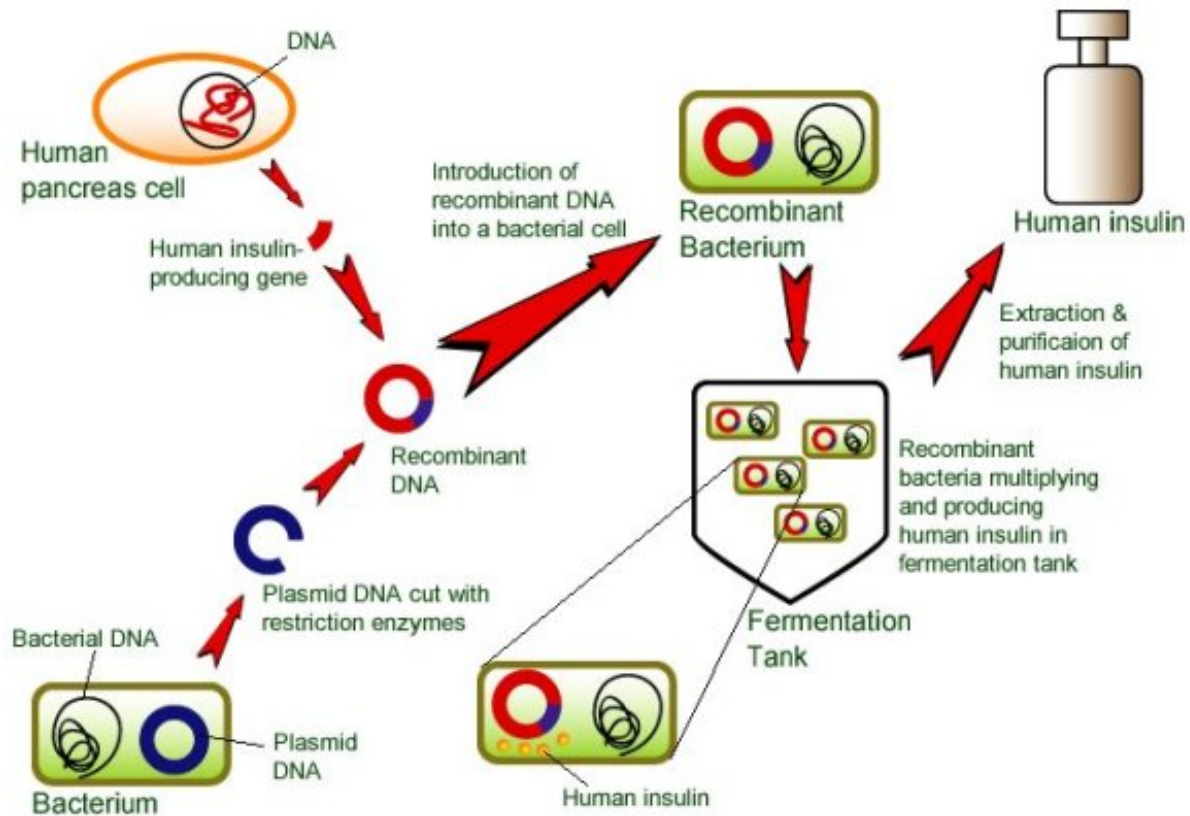 DNA
Human
pancreas cell
Human insulin-
producing gene
Introduction of
recombinant DNA
into a bacterial cell
Recombinant
Bacterium
Human insulin
Extraction &
purificaion of
human insulin
Recombinant
DNA
Recombinant
bacteria multiplying
and producing
human insulin in
fermentation tank
Plasmid DNA cut with
restriction enzymes
Fermentation
Tank
Bacterial DNA
Plasmid
DNA
Bacterium
Human insulin